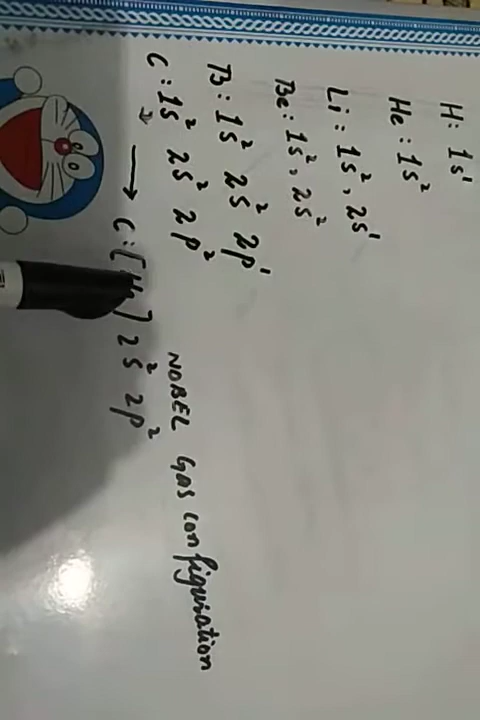 H: 1s¹
He: 1s²
Li: 1s², 2s¹
Be: 1s², 2s²
B: 1s² 2s² 2p¹
C: 1s² 2s² 2p²
NOBEL GAS configuration
→ C: [He] 2s² 2p²